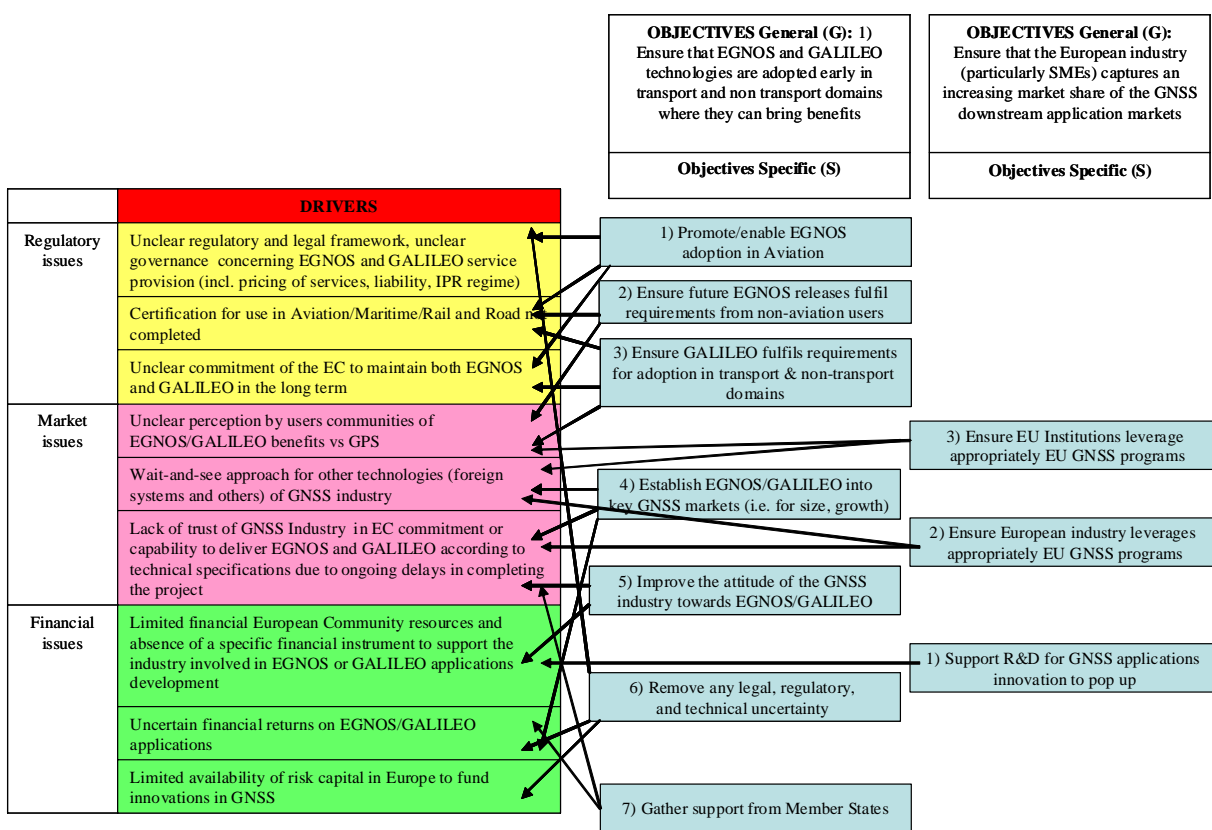 OBJECTIVES General (G): 1)
Ensure that EGNOS and GALILEO
technologies are adopted early in
transport and non transport domains
where they can bring benefits
Objectives Specific (S)
OBJECTIVES General (G):
Ensure that the European industry
(particularly SMEs) captures an
increasing market share of the GNSS
downstream application markets
Objectives Specific (S)
DRIVERS
Regulatory
issues
Unclear regulatory and legal framework, unclear
governance concerning EGNOS and GALILEO service
provision (incl. pricing of services, liability, IPR regime)
Certification for use in Aviation/Maritime/Rail and Road
completed
Unclear commitment of the EC to maintain both EGNOS
and GALILEO in the long term
Market
issues
Unclear perception by users communities of
EGNOS/GALILEO benefits vs GPS
Wait-and-see approach for other technologies (foreign
systems and others) of GNSS industry
Lack of trust of GNSS Industry in EC commitment or
capability to deliver EGNOS and GALILEO according to
technical specifications due to ongoing delays in completing
the project
Financial
issues
Limited financial European Community resources and
absence of a specific financial instrument to support the
industry involved in EGNOS or GALILEO applications
development
Uncertain financial returns on EGNOS/GALILEO
applications
Limited availability of risk capital in Europe to fund
innovations in GNSS
1) Promote/enable EGNOS
adoption in Aviation
2) Ensure future EGNOS releases fulfil
requirements from non-aviation users
3) Ensure GALILEO fulfils requirements
for adoption in transport & non-transport
domains
4) Establish EGNOS/GALILEO into
key GNSS markets (i.e. for size, growth)
5) Improve the attitude of the GNSS
industry towards EGNOS/GALILEO
6) Remove any legal, regulatory,
and technical uncertainty
7) Gather support from Member States
3) Ensure EU Institutions leverage
appropriately EU GNSS programs
2) Ensure European industry leverages
appropriately EU GNSS programs
1) Support R&D for GNSS applications
innovation to pop up